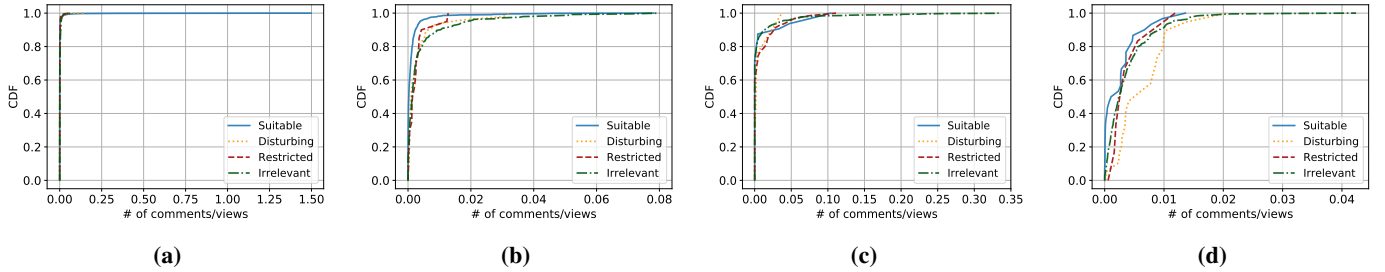 1.0
0.8
0.6
0.4
0.2
0.0
CDF
Suitable
Disturbing
Restricted
Irrelevant
0.00 0.25 0.50 0.75 1.00 1.25 1.50
# of comments/views
(a)
1.0
0.8
0.6
0.4
0.2
0.0
CDF
Suitable
Disturbing
Restricted
Irrelevant
0.00 0.02 0.04 0.06 0.08
# of comments/views
(b)
1.0
0.8
0.6
0.4
0.2
0.0
CDF
Suitable
Disturbing
Restricted
Irrelevant
0.00 0.05 0.10 0.15 0.20 0.25 0.30 0.35
# of comments/views
(c)
1.0
0.8
0.6
0.4
0.2
0.0
CDF
Suitable
Disturbing
Restricted
Irrelevant
0.00 0.01 0.02 0.03 0.04
# of comments/views
(d)